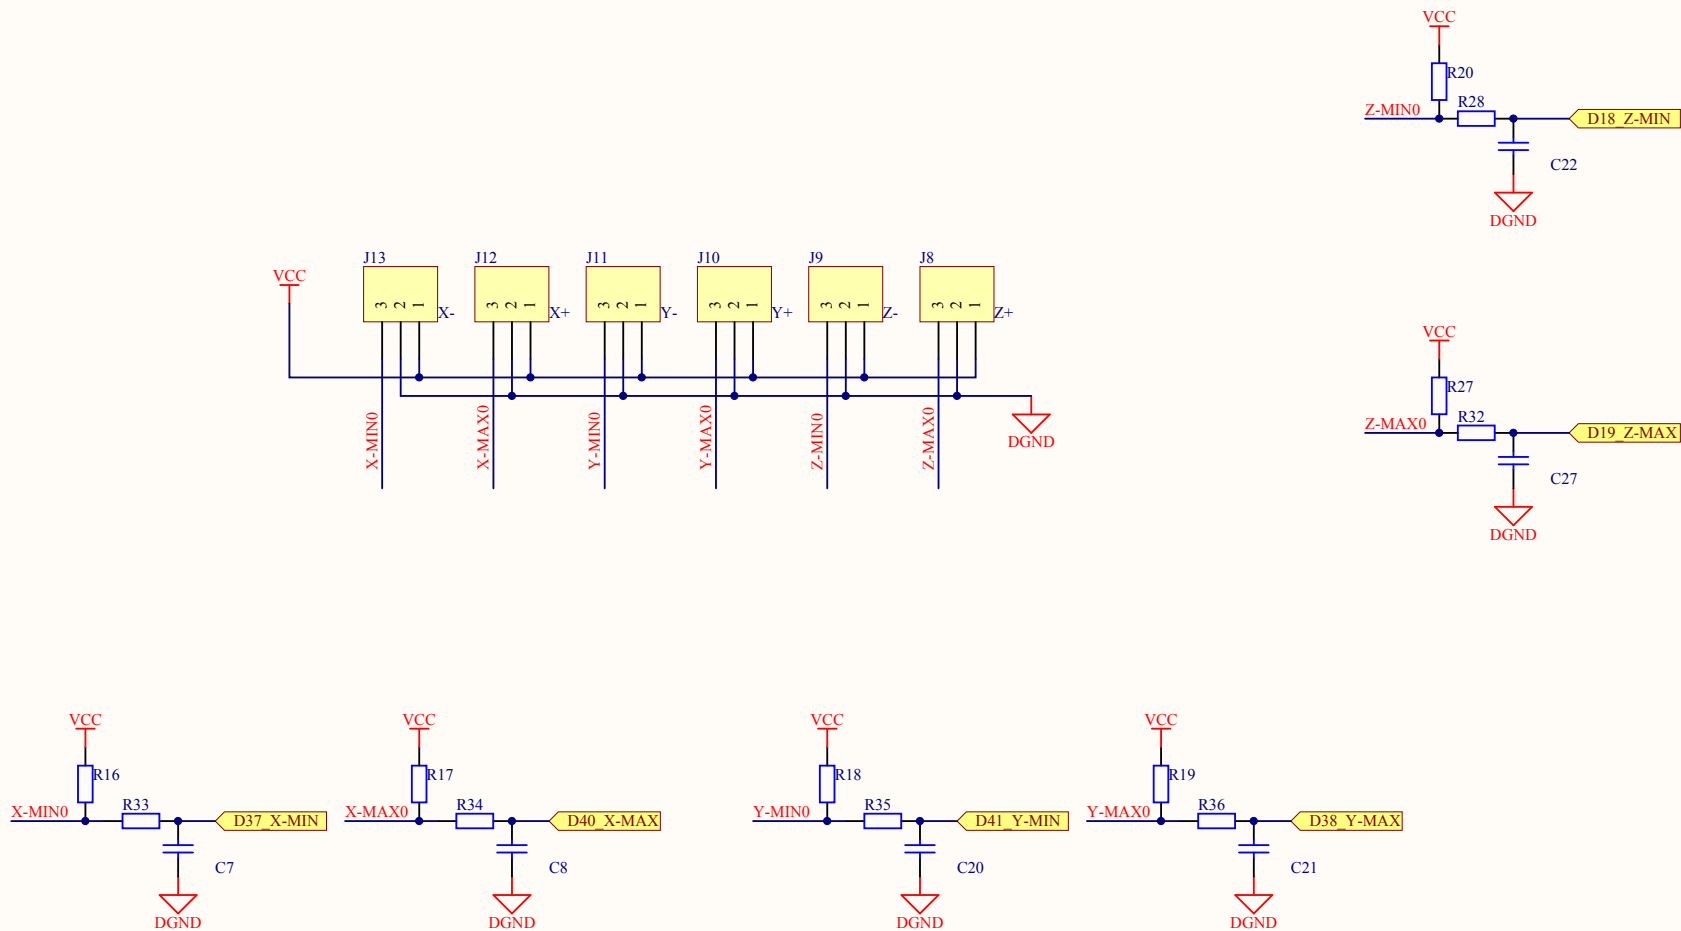 VCC
R20
Z-MIN0
R28
D18_Z-MIN
C22
DGND
VCC
J13
3 2 1
X-
J12
3 2 1
X+
J11
3 2 1
Y-
J10
3 2 1
Y+
J9
3 2 1
Z-
J8
3 2 1
Z+
X-MIN0
X-MAX0
Y-MIN0
Y-MAX0
Z-MIN0
Z-MAX0
DGND
VCC
R27
Z-MAX0
R32
D19_Z-MAX
C27
DGND
VCC
R16
X-MIN0
R33
D37_X-MIN
C7
DGND
VCC
R17
X-MAX0
R34
D40_X-MAX
C8
DGND
VCC
R18
Y-MIN0
R35
D41_Y-MIN
C20
DGND
VCC
R19
Y-MAX0
R36
D38_Y-MAX
C21
DGND